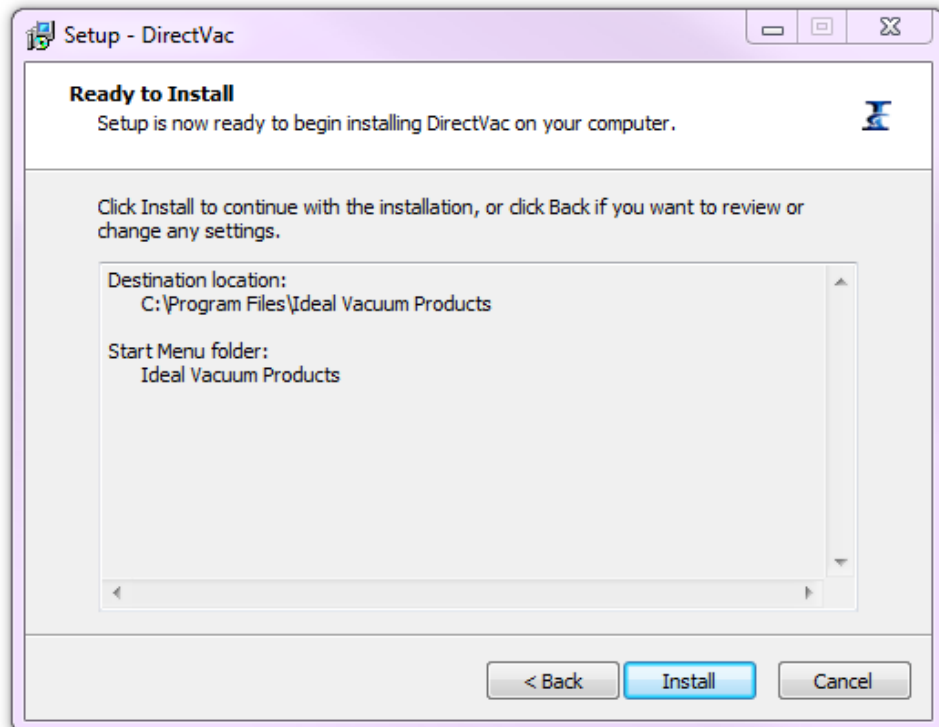 Setup - DirectVac
Ready to Install
Setup is now ready to begin installing DirectVac on your computer.
Click Install to continue with the installation, or click Back if you want to review or
change any settings.
Destination location:
C:\Program Files\Ideal Vacuum Products
Start Menu folder:
Ideal Vacuum Products
< Back
Install
Cancel